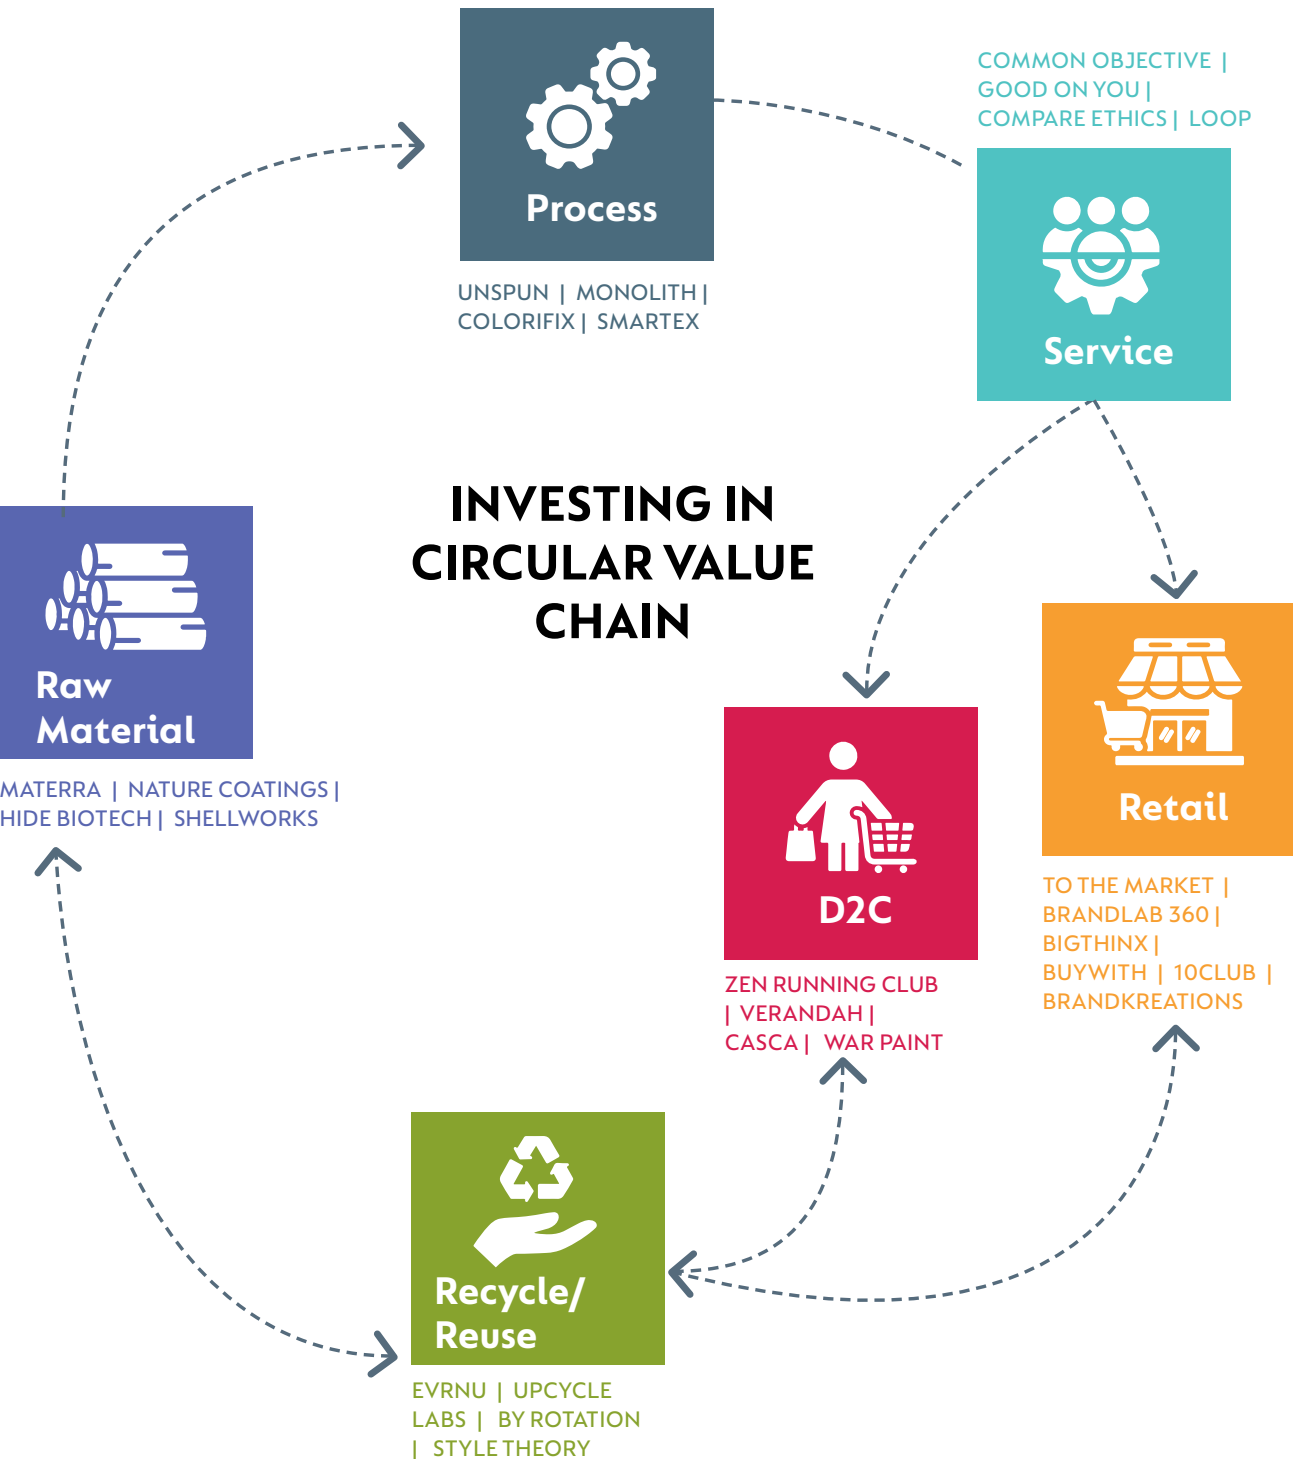 COMMON OBJECTIVE |
GOOD ON YOU |
COMPARE ETHICS | LOOP
Process
UNSPUN | MONOLITH |
COLORIFIX | SMARTEX
Service
INVESTING IN
CIRCULAR VALUE
CHAIN
Raw
Material
MATERRA | NATURE COATINGS |
HIDE BIOTECH | SHELLWORKS
D2C
ZEN RUNNING CLUB
| VERANDAH |
CASCA | WAR PAINT
Retail
TO THE MARKET |
BRANDLAB 360 |
BIGTHINX |
BUYWITH | 10CLUB |
BRANDKREATIONS
Recycle/
Reuse
EVRNU | UPCYCLE
LABS | BY ROTATION
| STYLE THEORY